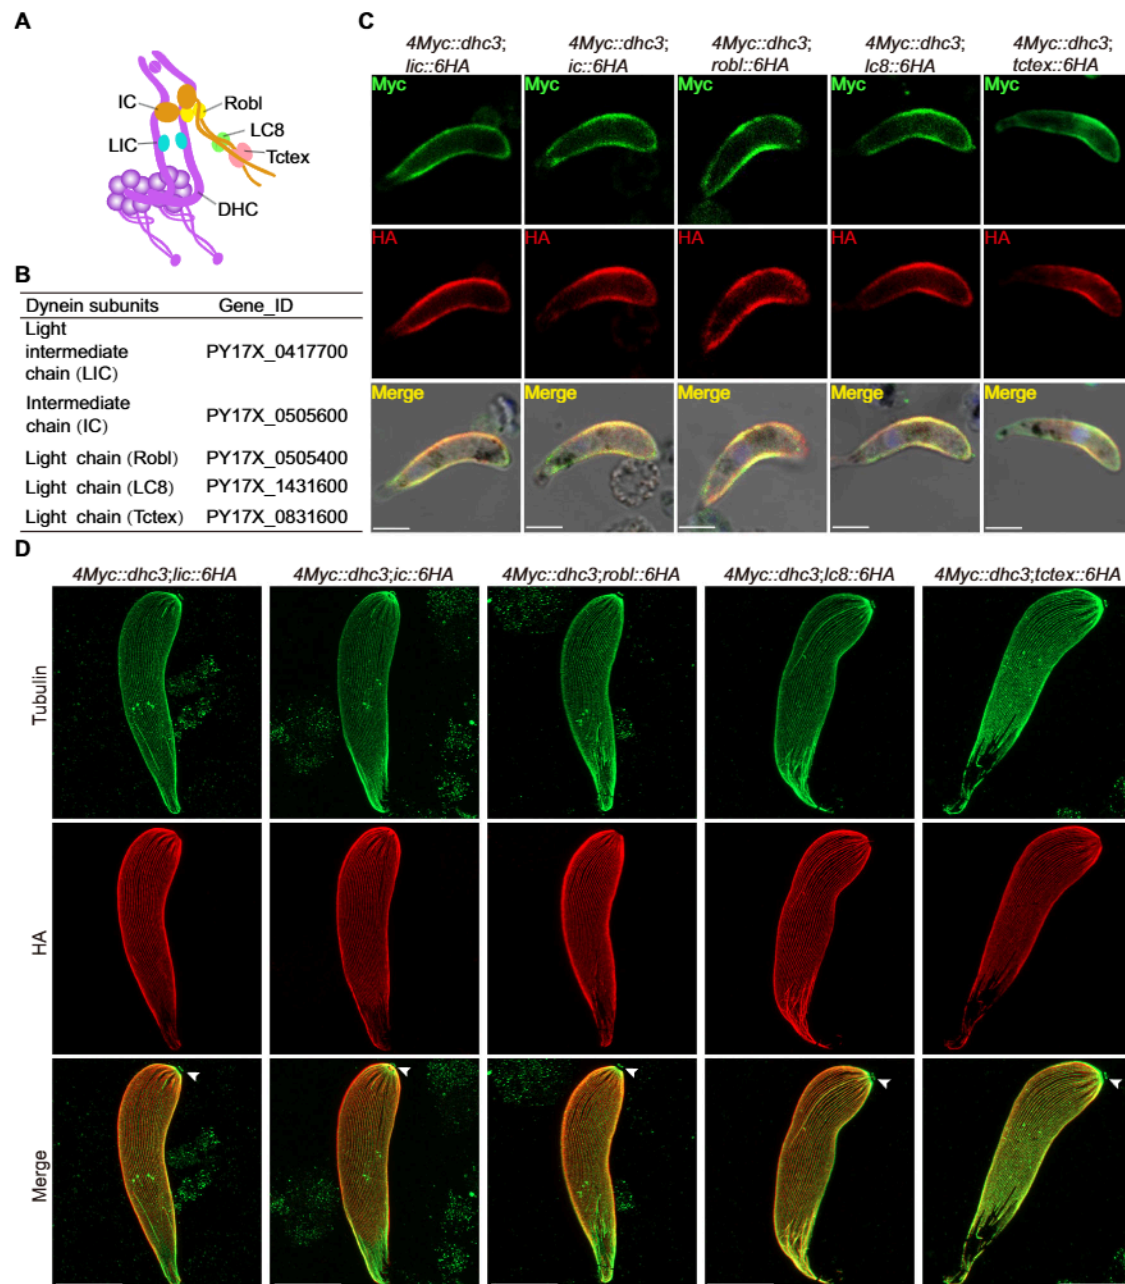 A
IC
Robl
LC8
LIC
Tctex
DHC
B
Dynein subunits Gene_ID
Light
intermediate PY17X_0417700
chain (LIC)
Intermediate
chain (IC) PY17X_0505600
Light chain (Robl) PY17X_0505400
Light chain (LC8) PY17X_1431600
Light chain (Tctex) PY17X_0831600
C
4Myc::dhc3; 4Myc::dhc3; 4Myc::dhc3; 4Myc::dhc3; 4Myc::dhc3;
lic::6HA ic::6HA robl::6HA lc8::6HA tctex::6HA
Myc Myc Myc Myc Myc
HA HA HA HA HA
Merge Merge Merge Merge Merge
D
4Myc::dhc3;lic::6HA 4Myc::dhc3;ic::6HA 4Myc::dhc3;robl::6HA 4Myc::dhc3;lc8::6HA 4Myc::dhc3;tctex::6HA
Tubulin
HA
Merge